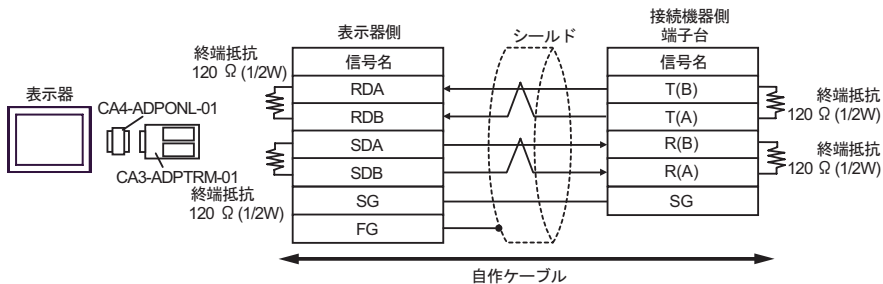 表示器
CA4-ADPONL-01
CA3-ADPTRM-01
終端抵抗
120 Ω (1/2W)
終端抵抗
120 Ω (1/2W)
表示器側
信号名
RDA
RDB
SDA
SDB
SG
FG
シールド
接続機器側
端子台
信号名
T(B)
T(A)
R(B)
R(A)
SG
終端抵抗
120 Ω (1/2W)
終端抵抗
120 Ω (1/2W)
自作ケーブル